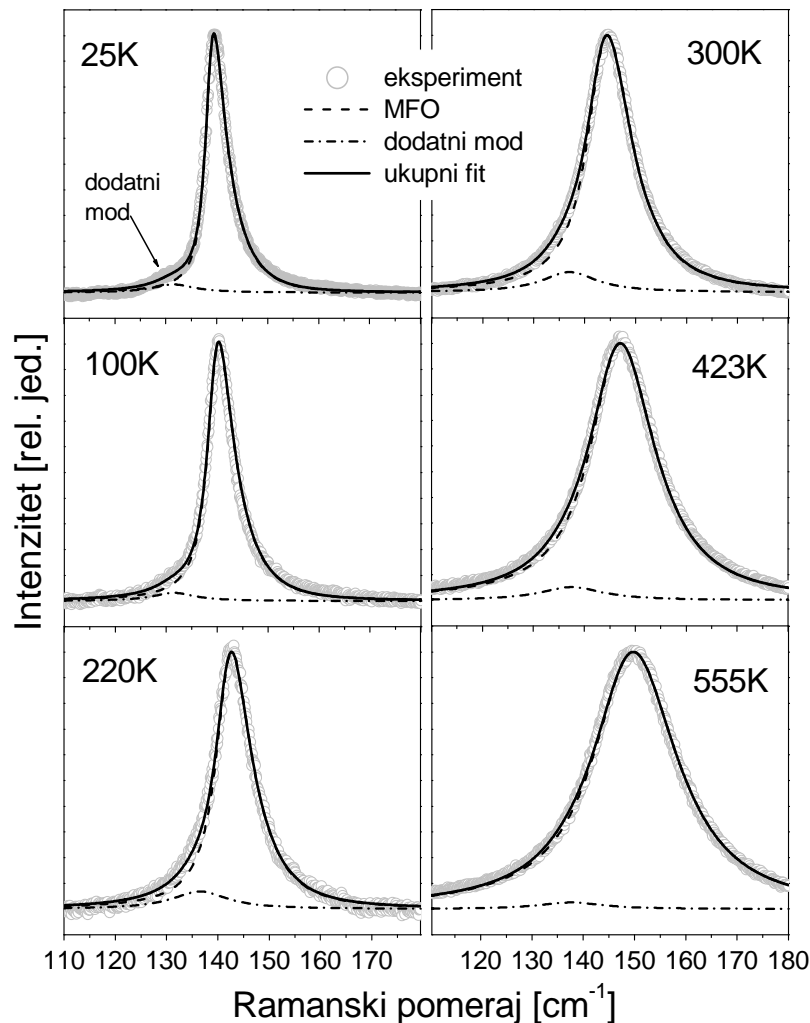 25K
dodatni
mod
300K
eksperiment
MFO
dodatni mod
ukupni fit
100K
423K
220K
555K
Intenzitet [rel. jed.]
110 120 130 140 150 160 170
120 130 140 150 160 170 180
Ramanski pomeraj [cm⁻¹]